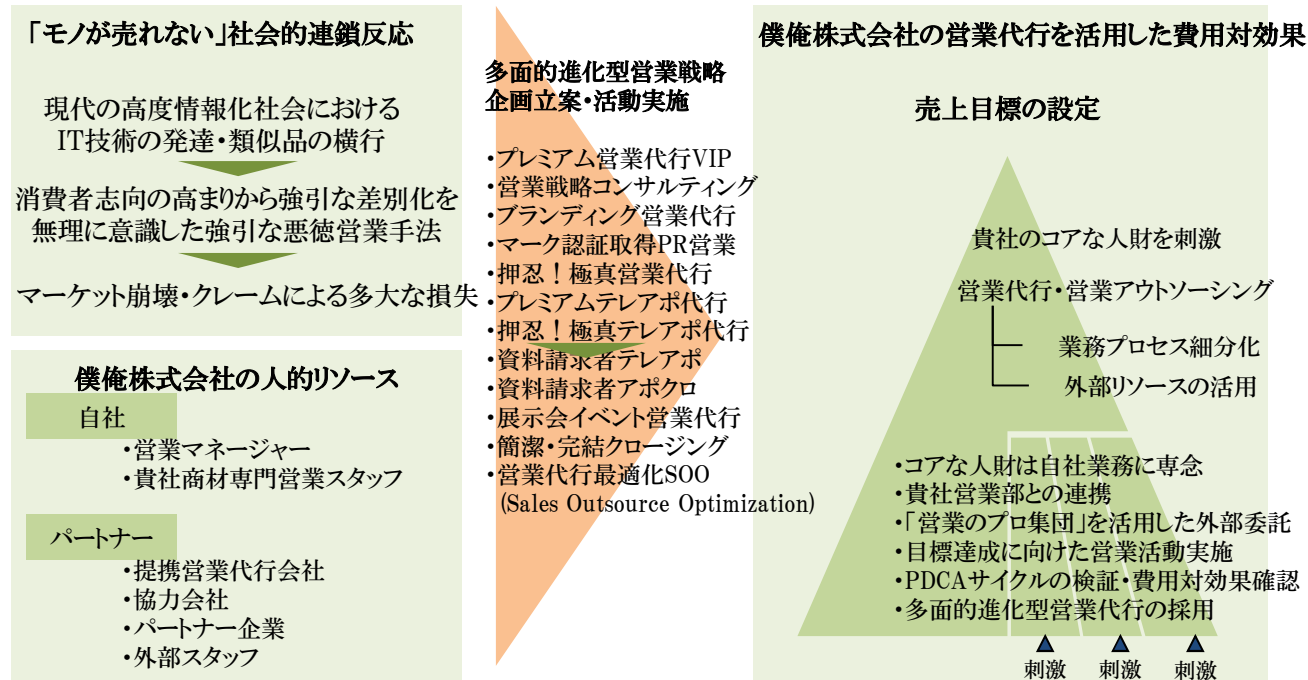 「モノが売れない」社会的連鎖反応
現代の高度情報化社会における
IT技術の発達・類似品の横行
消費者志向の高まりから強引な差別化を
無理に意識した強引な悪徳営業手法
マーケット崩壊・クレームによる多大な損失
僕俺株式会社の人的リソース
自社
・営業マネージャー
・貴社商材専門営業スタッフ
パートナー
・提携営業代行会社
・協力会社
・パートナー企業
・外部スタッフ
多面的進化型営業戦略
企画立案・活動実施
・プレミアム営業代行VIP
・営業戦略コンサルティング
・ブランディング営業代行
・マーク認証取得PR営業
・押忍！極真営業代行
・プレミアムテレアポ代行
・押忍！極真テレアポ代行
・資料請求者テレアポ
・資料請求者アポクロ
・展示会イベント営業代行
・簡潔・完結クロージング
・営業代行最適化SOO
(Sales Outsource Optimization)
僕俺株式会社の営業代行を活用した費用対効果
売上目標の設定
貴社のコアな人財を刺激
営業代行・営業アウトソーシング
業務プロセス細分化
外部リソースの活用
・コアな人財は自社業務に専念
・貴社営業部との連携
・「営業のプロ集団」を活用した外部委託
・目標達成に向けた営業活動実施
・PDCAサイクルの検証・費用対効果確認
・多面的進化型営業代行の採用
刺激 刺激 刺激